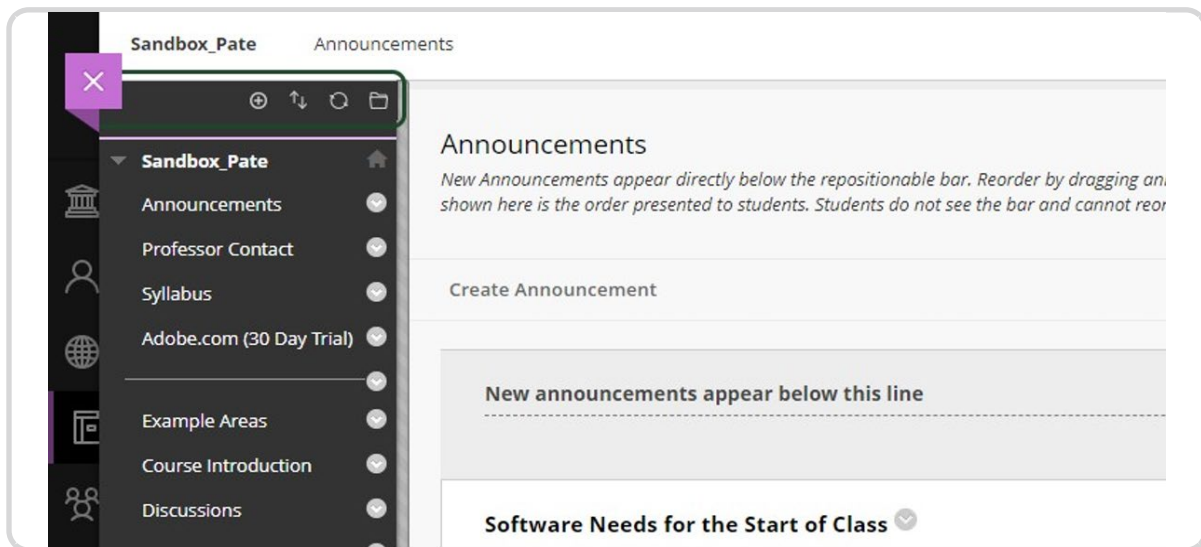 Sandbox_Pate Announcements
Sandbox_Pate
Announcements
Professor Contact
Syllabus
Adobe.com (30 Day Trial)
Example Areas
Course Introduction
Discussions
Announcements
New Announcements appear directly below the repositionable bar. Reorder by dragging
shown here is the order presented to students. Students do not see the bar and cannot
Create Announcement
New announcements appear below this line
Software Needs for the Start of Class